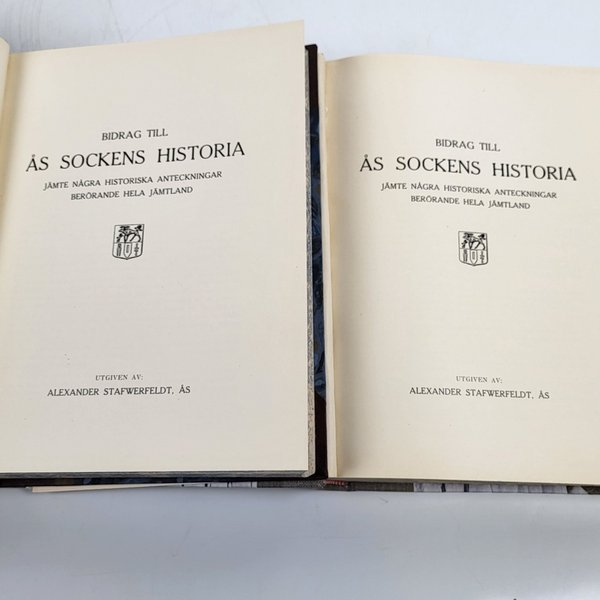 BIDRAG TILL
ÅS SOCKENS HISTORIA
JÄMTE NÅGRA HISTORISKA ANTECKNINGAR
BERÖRANDE HELA JÄMTLAND
UTGIVEN AV:
ALEXANDER STAFWERFELDT, ÅS
BIDRAG TILL
ÅS SOCKENS HISTORIA
JÄMTE NÅGRA HISTORISKA ANTECKNINGAR
BERÖRANDE HELA JÄMTLAND
UTGIVEN AV:
ALEXANDER STAFWERFELDT, ÅS